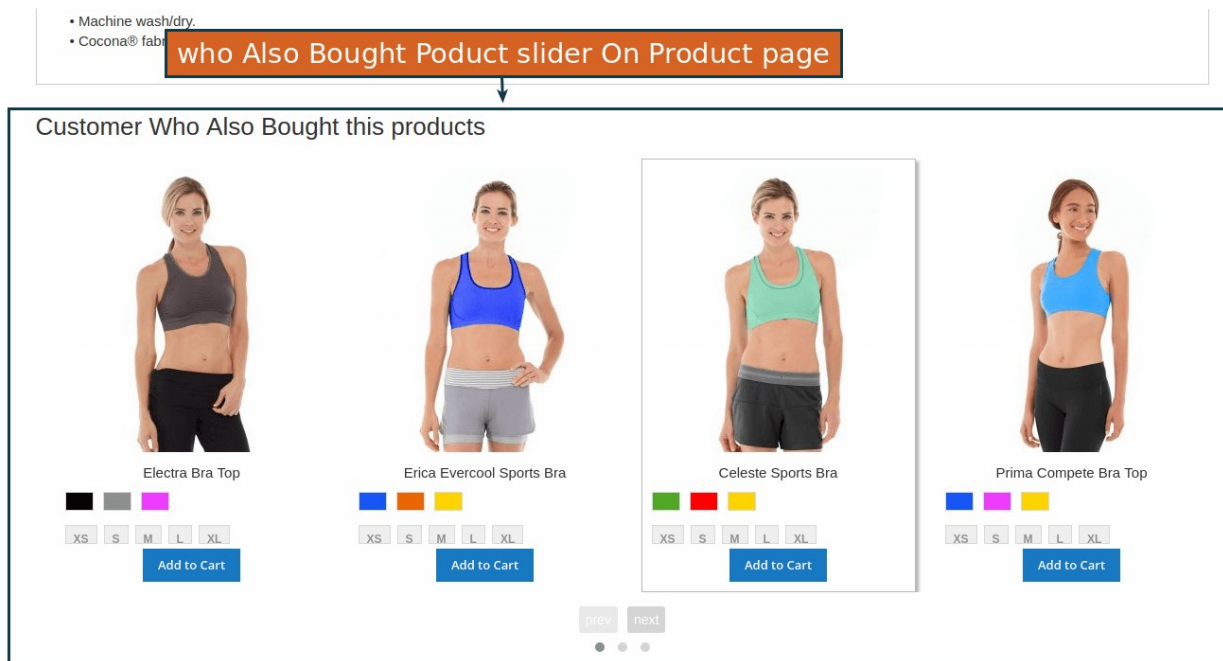 • Machine wash/dry.
• Cocona® fabr
who Also Bought Poduct slider On Product page
Customer Who Also Bought this products
Electra Bra Top
Erica Evercool Sports Bra
Celeste Sports Bra
Prima Compete Bra Top
XS S M L XL
XS S M L XL
XS S M L XL
XS S M L XL
Add to Cart
Add to Cart
Add to Cart
Add to Cart
prev next